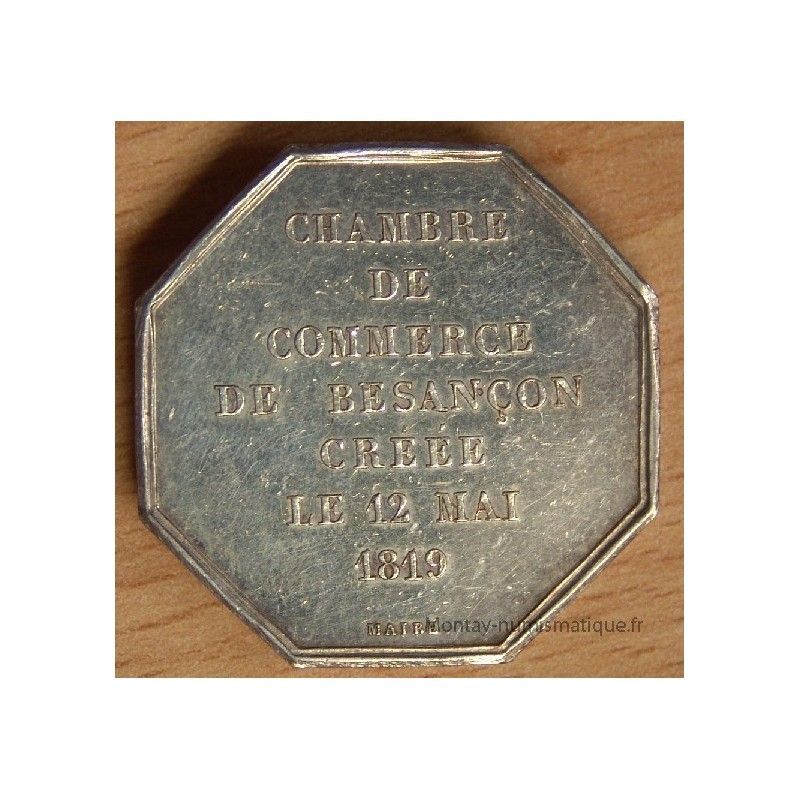 CHAMBRE
DE
COMMERCE
DE BESANÇON
CRÉÉE
LE 12 MAI
1819
MAIRE
Montay-numismatique.fr